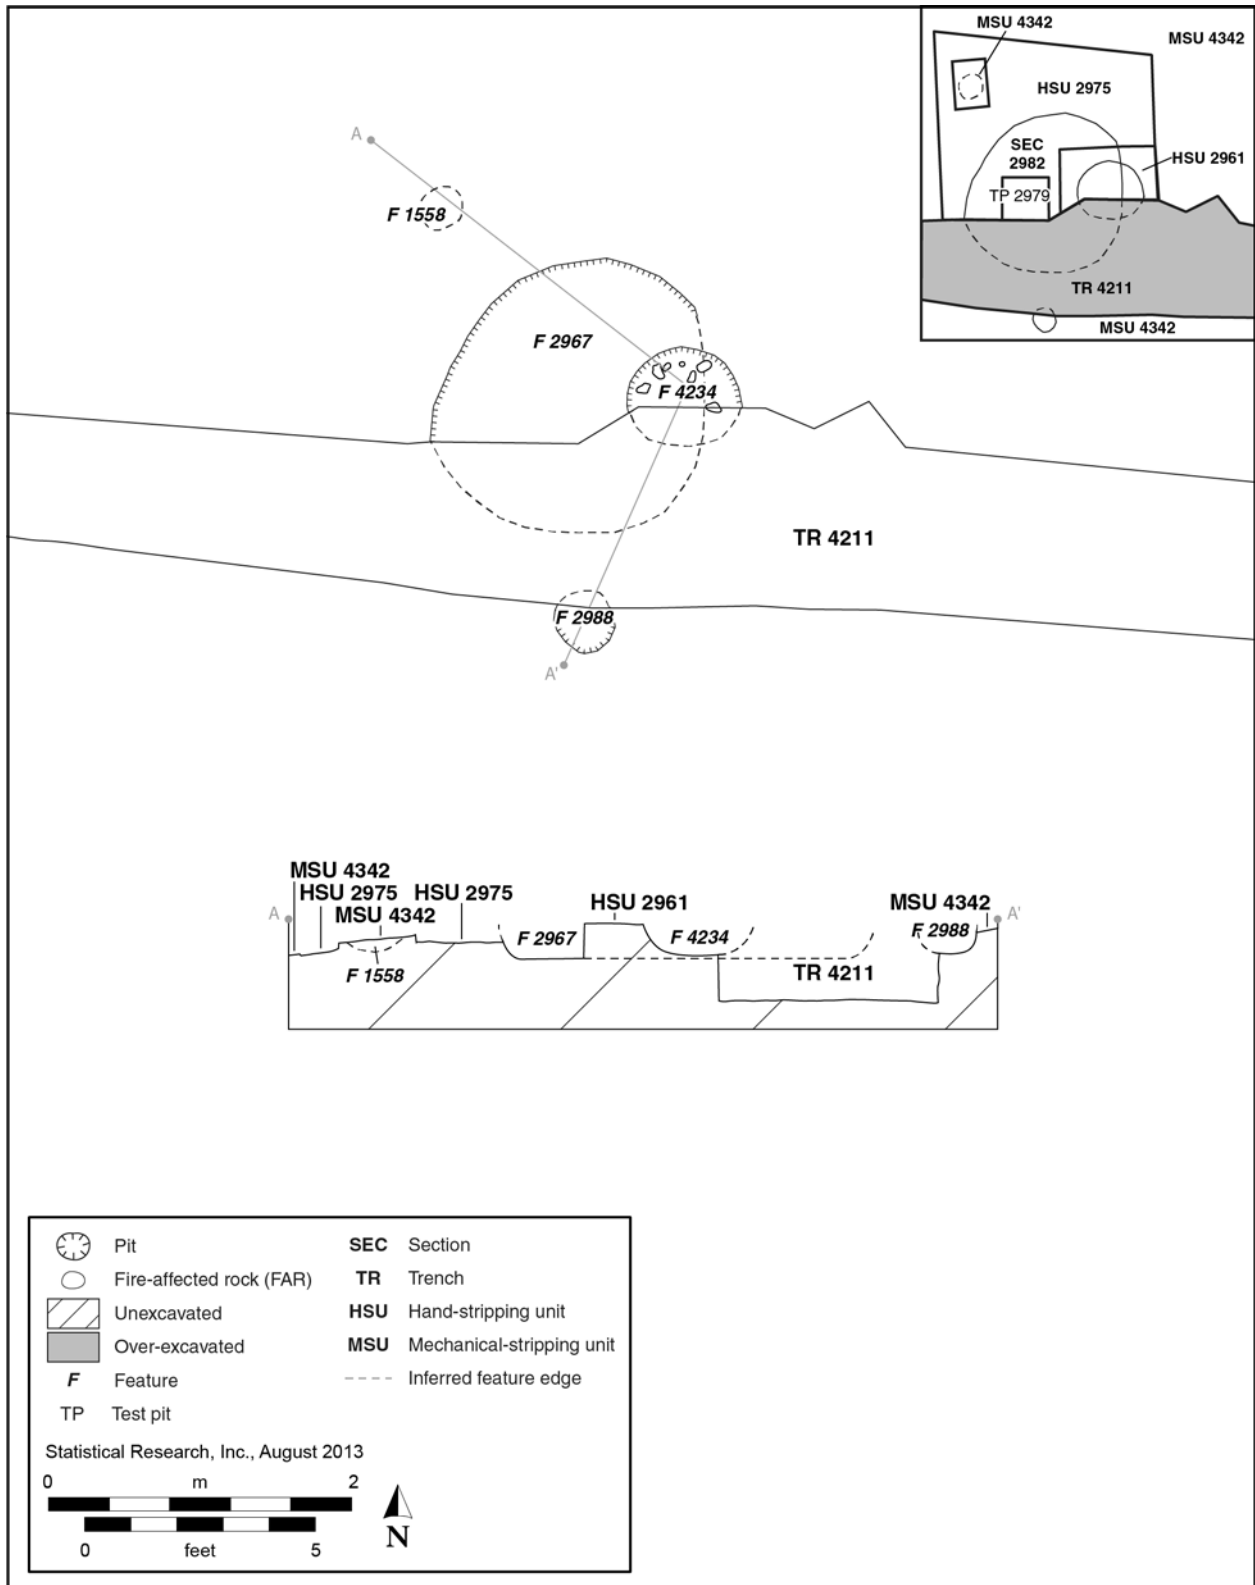 MSU 4342
MSU 4342
HSU 2975
SEC
2982
HSU 2961
TP 2979
TR 4211
MSU 4342
A
F 1558
F 2967
F 4234
TR 4211
F 2988
A'
MSU 4342
HSU 2975
HSU 2975
MSU 4342
HSU 2961
MSU 4342
A
A'
F 2967
F 4234
F 2988
F 1558
TR 4211
Pit
Fire-affected rock (FAR)
Unexcavated
Over-excavated
F Feature
TP Test pit
SEC Section
TR Trench
HSU Hand-stripping unit
MSU Mechanical-stripping unit
Inferred feature edge
Statistical Research, Inc., August 2013
0 m 2
0 feet 5
N